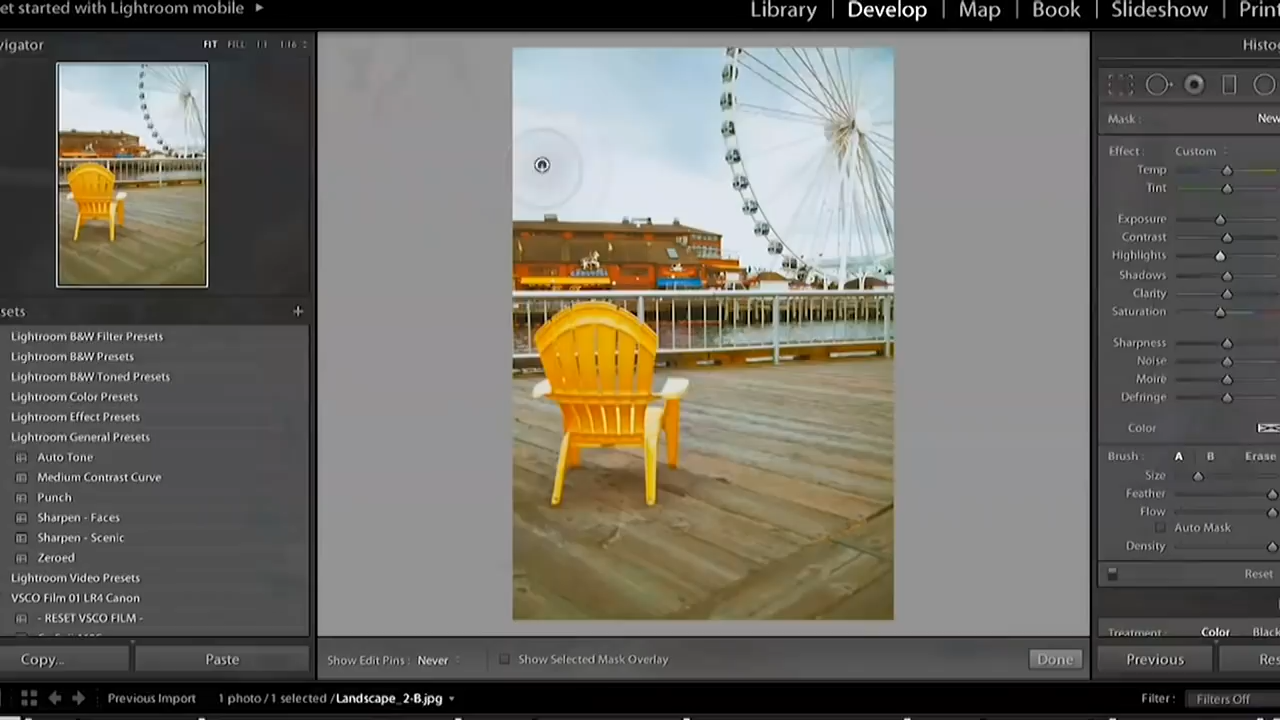 et started with Lightroom mobile
Library | Develop | Map | Book | Slideshow | Print
vigator
FIT FILL 1:1 1:16
Histog
Mask : New
Effect : Custom
Temp
Tint
Exposure
Contrast
Highlights
Shadows
Clarity
Saturation
Sharpness
Noise
Moiré
Defringe
Color
Brush : A B Erase
Size
Feather
Flow
Auto Mask
Density
Reset
Treatment : Color Black
Previous Res
sets +
Lightroom B&W Filter Presets
Lightroom B&W Presets
Lightroom B&W Toned Presets
Lightroom Color Presets
Lightroom Effect Presets
Lightroom General Presets
Auto Tone
Medium Contrast Curve
Punch
Sharpen - Faces
Sharpen - Scenic
Zeroed
Lightroom Video Presets
VSCO Film 01 LR4 Canon
- RESET VSCO FILM -
Copy... Paste
Show Edit Pins : Never
Show Selected Mask Overlay
Done
Previous Import 1 photo / 1 selected / Landscape_2-B.jpg
Filter : Filters Off